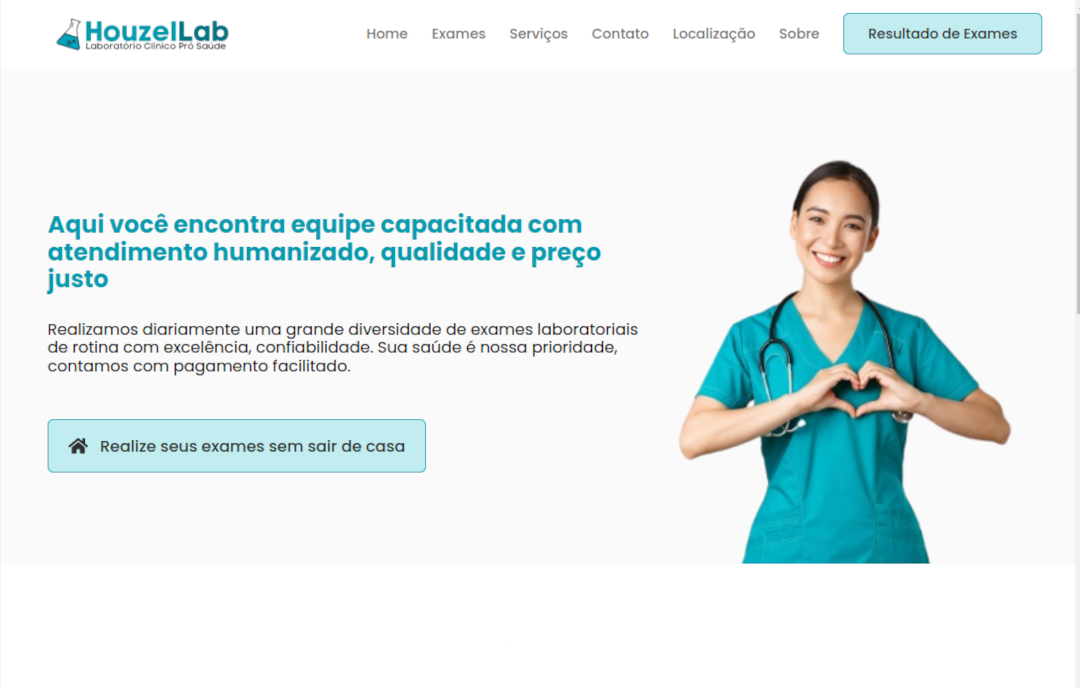 HouzelLab
Laboratório Clínico Pró Saúde
Home
Exames
Serviços
Contato
Localização
Sobre
Resultado de Exames
Aqui você encontra equipe capacitada com
atendimento humanizado, qualidade e preço
justo
Realizamos diariamente uma grande diversidade de exames laboratoriais
de rotina com excelência, confiabilidade. Sua saúde é nossa prioridade,
contamos com pagamento facilitado.
Realize seus exames sem sair de casa